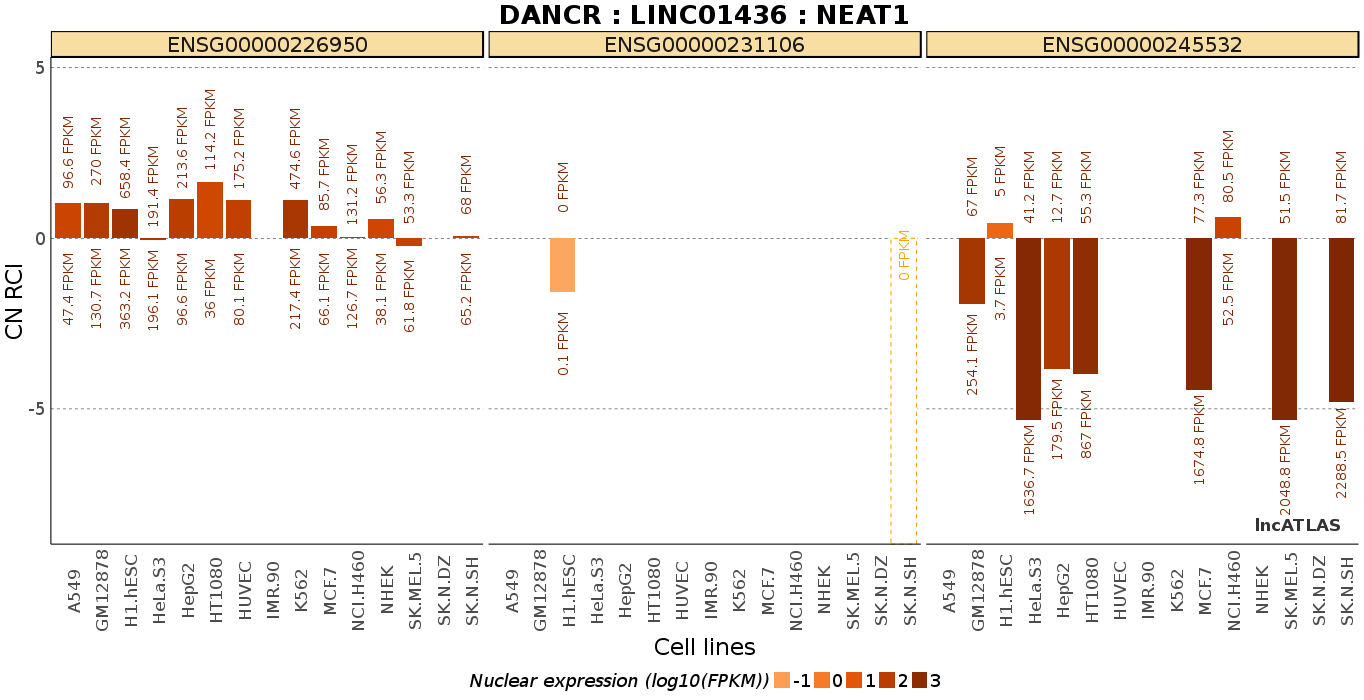 DANCR : LINC01436 : NEAT1
ENSG00000226950 ENSG00000231106 ENSG00000245532
CN RCI
5
0
-5
96.6 FPKM 270 FPKM 658.4 FPKM 191.4 FPKM 213.6 FPKM 114.2 FPKM 175.2 FPKM 474.6 FPKM 85.7 FPKM 131.2 FPKM 56.3 FPKM 53.3 FPKM 68 FPKM
47.4 FPKM 130.7 FPKM 363.2 FPKM 196.1 FPKM 96.6 FPKM 36 FPKM 80.1 FPKM 217.4 FPKM 66.1 FPKM 126.7 FPKM 38.1 FPKM 61.8 FPKM 65.2 FPKM
0 FPKM 0 FPKM
0.1 FPKM
67 FPKM 5 FPKM 41.2 FPKM 12.7 FPKM 55.3 FPKM 77.3 FPKM 80.5 FPKM 51.5 FPKM 81.7 FPKM
254.1 FPKM 3.7 FPKM 1636.7 FPKM 179.5 FPKM 867 FPKM 1674.8 FPKM 52.5 FPKM 2048.8 FPKM 2288.5 FPKM
lncATLAS
A549 GM12878 H1.hESC HeLa.S3 HepG2 HT1080 HUVEC IMR.90 K562 MCF.7 NCI.H460 NHEK SK.MEL.5 SK.N.DZ SK.N.SH
A549 GM12878 H1.hESC HeLa.S3 HepG2 HT1080 HUVEC IMR.90 K562 MCF.7 NCI.H460 NHEK SK.MEL.5 SK.N.DZ SK.N.SH
A549 GM12878 H1.hESC HeLa.S3 HepG2 HT1080 HUVEC IMR.90 K562 MCF.7 NCI.H460 NHEK SK.MEL.5 SK.N.DZ SK.N.SH
Cell lines
Nuclear expression (log10(FPKM)) -1 0 1 2 3